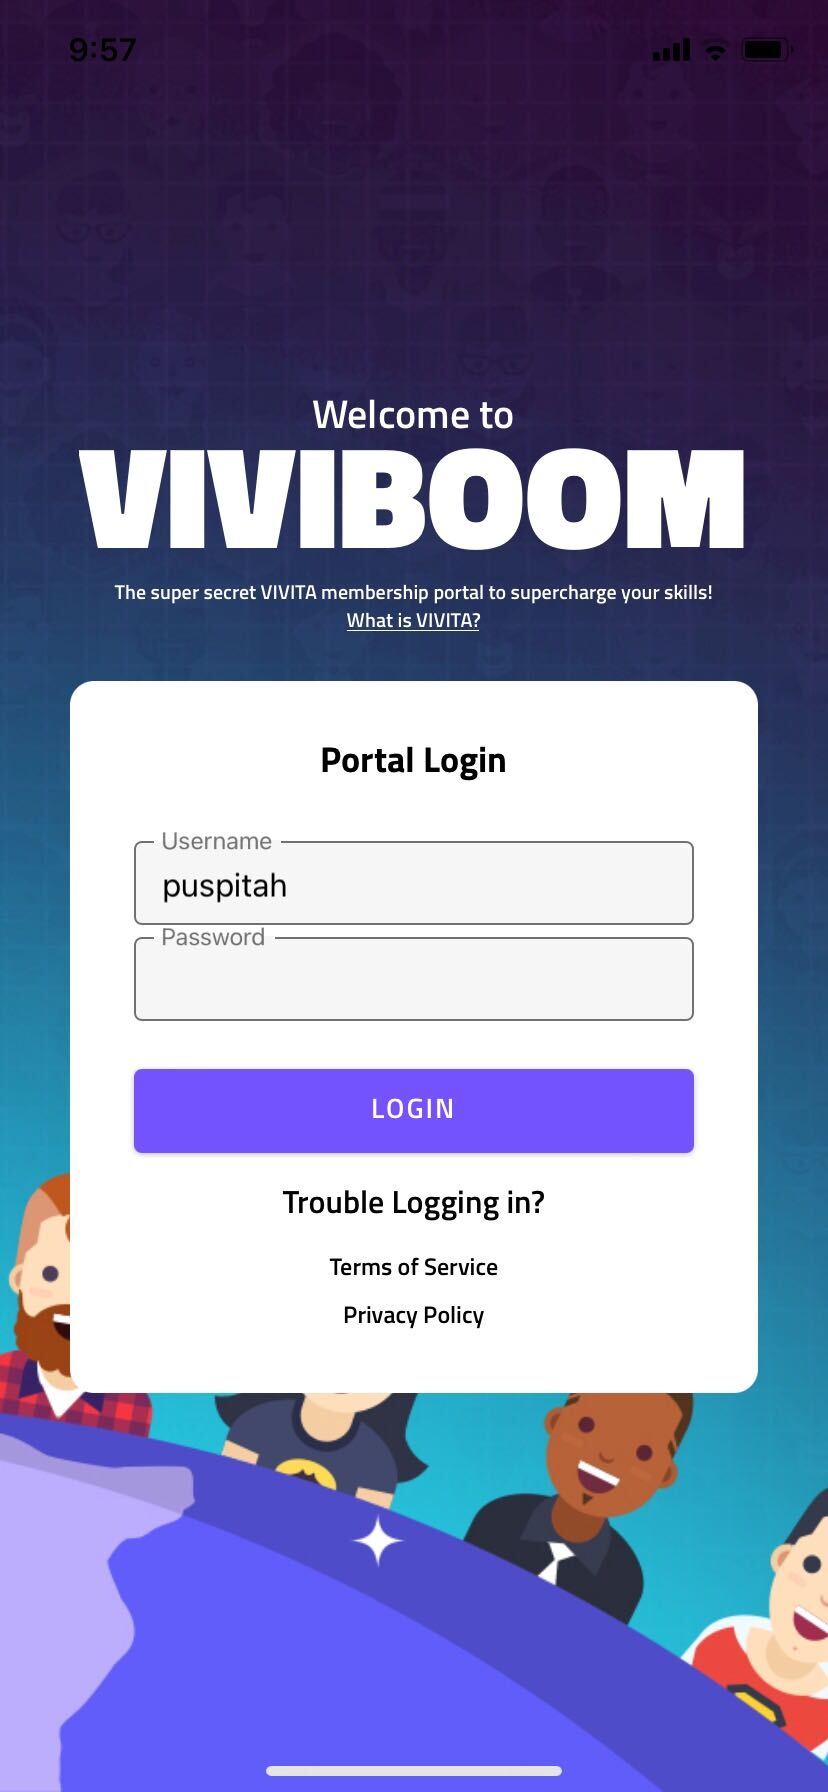 9:57
Welcome to
VIVIBOOM
The super secret VIVITA membership portal to supercharge your skills!
What is VIVITA?
Portal Login
Username
puspitah
Password
LOGIN
Trouble Logging in?
Terms of Service
Privacy Policy